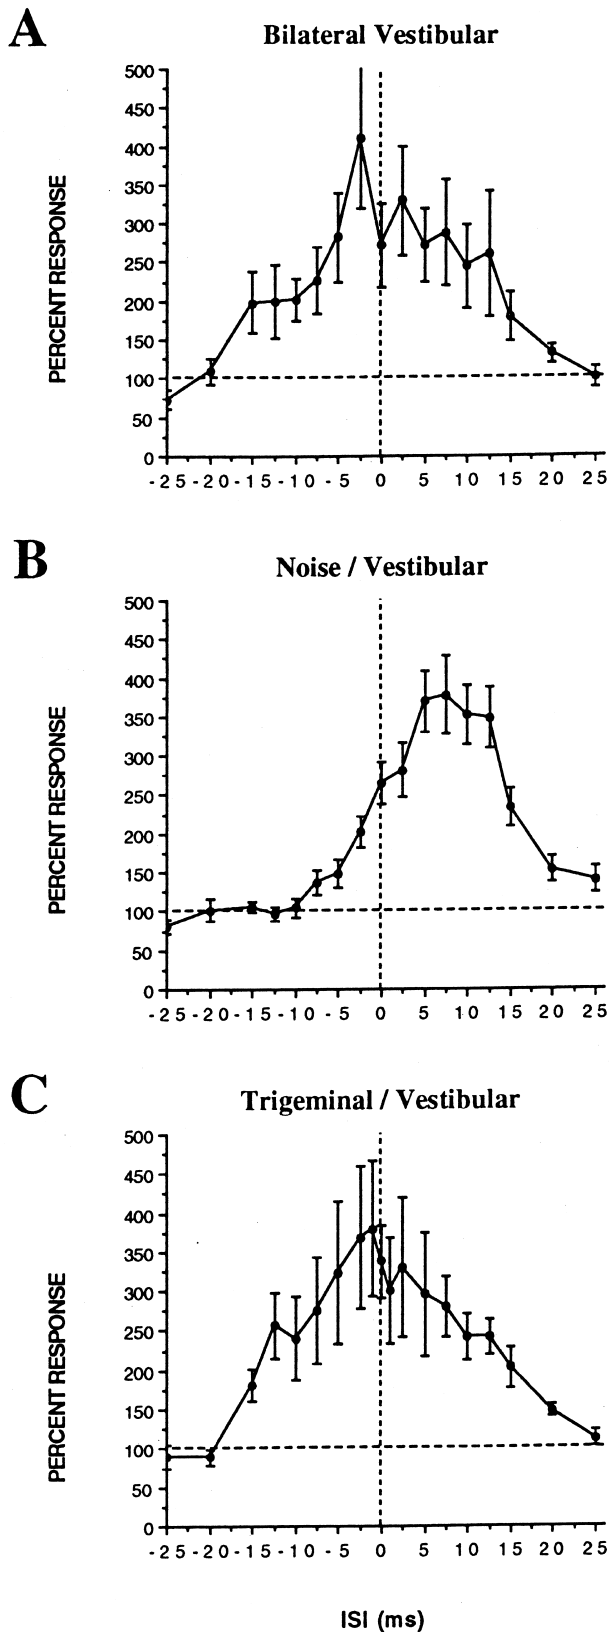 A
Bilateral Vestibular
500
450
400
350
300
250
200
150
100
50
0
PERCENT RESPONSE
-25 -20 -15 -10 -5 0 5 10 15 20 25
B
Noise / Vestibular
500
450
400
350
300
250
200
150
100
50
0
PERCENT RESPONSE
-25 -20 -15 -10 -5 0 5 10 15 20 25
C
Trigeminal / Vestibular
500
450
400
350
300
250
200
150
100
50
0
PERCENT RESPONSE
-25 -20 -15 -10 -5 0 5 10 15 20 25
ISI (ms)